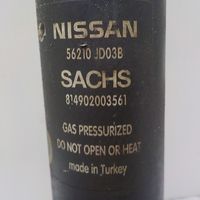 NISSAN
56210 JD03B
SACHS
814902003561
GAS PRESSURIZED
DO NOT OPEN OR HEAT
made in Turkey